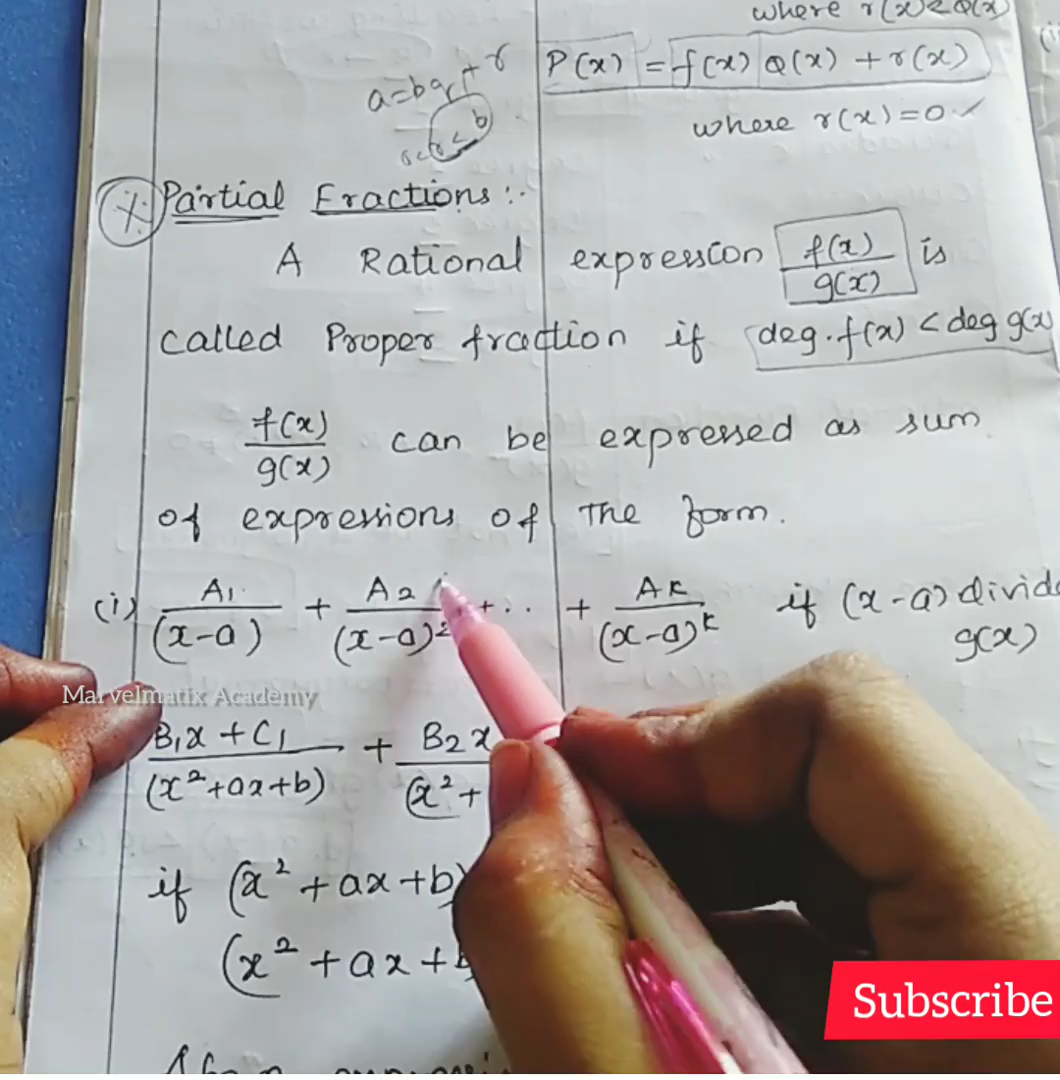 where r(x) < Q(x)
P(x) = f(x) Q(x) + r(x)
a=bq+r
where r(x)=0 ✓
Partial Fractions:-
A Rational expression f(x)/g(x) is
called Proper fraction if deg.f(x) < deg g(x)
f(x)/g(x) can be expressed as sum
of expressions of the form.
(i) A₁/(x-a) + A₂/(x-a)² + .. + Aₖ/(x-a)ᵏ if (x-a) divide
g(x)
Marvelmatix Academy
B₁x + C₁/(x²+ax+b) + B₂x/(x²+
if (x² + ax + b)
(x² + ax +
Subscribe